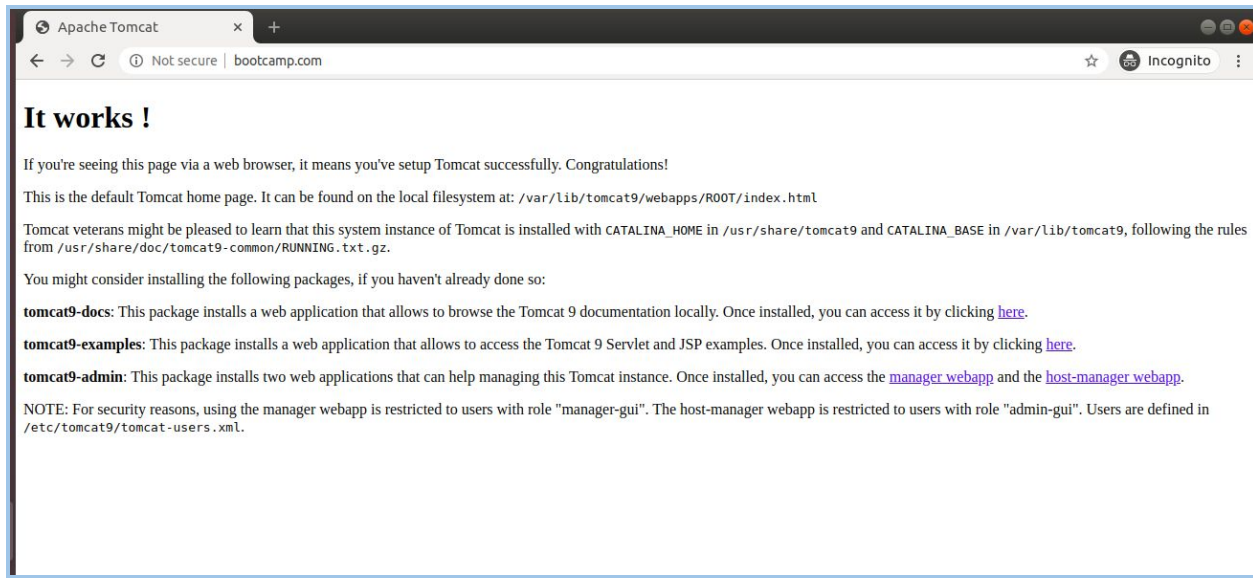 Apache Tomcat
Not secure | bootcamp.com
Incognito
It works !
If you're seeing this page via a web browser, it means you've setup Tomcat successfully. Congratulations!
This is the default Tomcat home page. It can be found on the local filesystem at: /var/lib/tomcat9/webapps/ROOT/index.html
Tomcat veterans might be pleased to learn that this system instance of Tomcat is installed with CATALINA_HOME in /usr/share/tomcat9 and CATALINA_BASE in /var/lib/tomcat9, following the rules
from /usr/share/doc/tomcat9-common/RUNNING.txt.gz.
You might consider installing the following packages, if you haven't already done so:
tomcat9-docs: This package installs a web application that allows to browse the Tomcat 9 documentation locally. Once installed, you can access it by clicking here.
tomcat9-examples: This package installs a web application that allows to access the Tomcat 9 Servlet and JSP examples. Once installed, you can access it by clicking here.
tomcat9-admin: This package installs two web applications that can help managing this Tomcat instance. Once installed, you can access the manager webapp and the host-manager webapp.
NOTE: For security reasons, using the manager webapp is restricted to users with role "manager-gui". The host-manager webapp is restricted to users with role "admin-gui". Users are defined in
/etc/tomcat9/tomcat-users.xml.